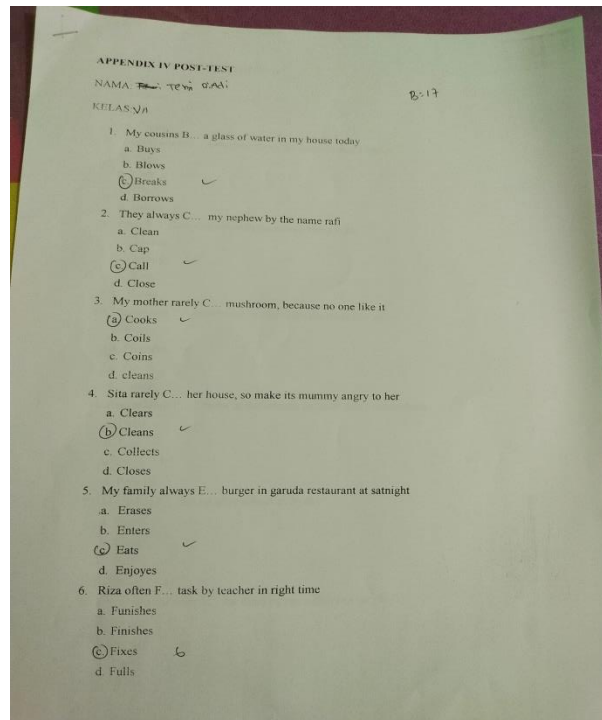 APPENDIX IV POST-TEST
NAMA. Teri
B=17
KELAS VA
1. My cousins B... a glass of water in my house today
a. Buys
b. Blows
c. Breaks
d. Borrows
2. They always C... my nephew by the name rafi
a. Clean
b. Cap
c. Call
d. Close
3. My mother rarely C... mushroom, because no one like it
a. Cooks
b. Coils
c. Coins
d. cleans
4. Sita rarely C... her house, so make its mummy angry to her
a. Clears
b. Cleans
c. Collects
d. Closes
5. My family always E... burger in garuda restaurant at satnight
a. Erases
b. Enters
c. Eats
d. Enjoyes
6. Riza often F... task by teacher in right time
a. Funishes
b. Finishes
c. Fixes
d. Fulls